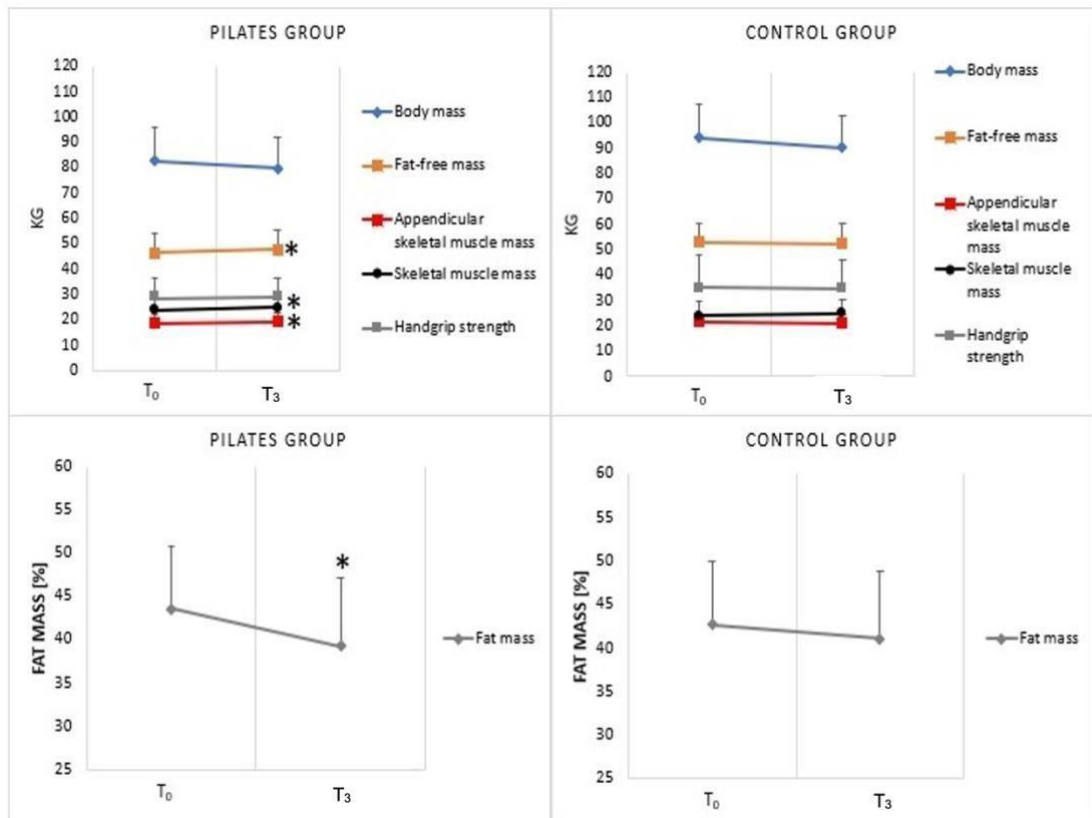 PILATES GROUP
KG
120
110
100
90
80
70
60
50
40
30
20
10
0
T₀
T₃
*
*
*
Body mass
Fat-free mass
Appendicular
skeletal muscle mass
Skeletal muscle mass
Handgrip strength
CONTROL GROUP
KG
120
110
100
90
80
70
60
50
40
30
20
10
0
T₀
T₃
Body mass
Fat-free mass
Appendicular
skeletal muscle
mass
Skeletal muscle
mass
Handgrip
strength
PILATES GROUP
FAT MASS [%]
60
55
50
45
40
35
30
25
T₀
T₃
*
Fat mass
CONTROL GROUP
FAT MASS [%]
60
55
50
45
40
35
30
25
T₀
T₃
Fat mass